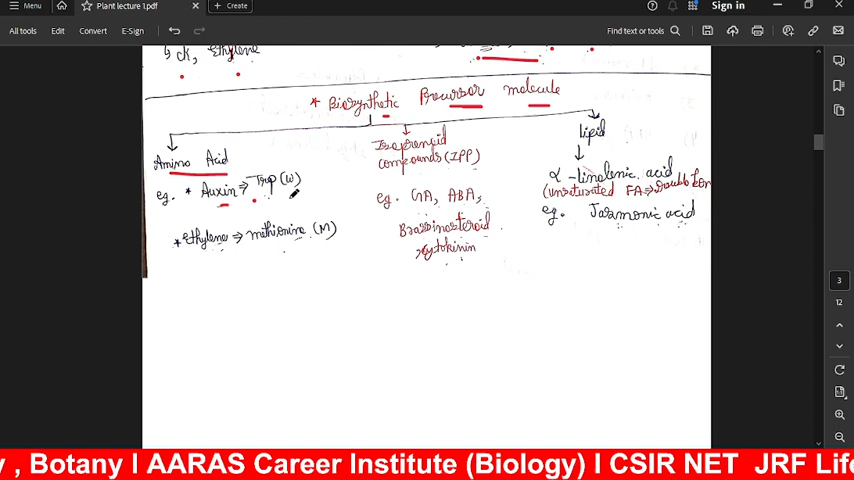 Menu
Plant lecture 1.pdf
Create
Sign in
All tools
Edit
Convert
E-Sign
Find text or tools
↳ CK, Ethylene
* Biosynthetic Precursor molecule
Amino Acid
eg. * Auxin ⇒ Trp (W)
* Ethylene ⇒ methionine (M)
Isoprenoid
compounds (IPP)
eg. GA, ABA,
Brassinosteroid
, cytokinin
lipid
α - linolenic acid
(unsaturated FA ⇒ double bon
eg. Jasmonic acid
3
12
y , Botany I AARAS Career Institute (Biology) I CSIR NET JRF Life